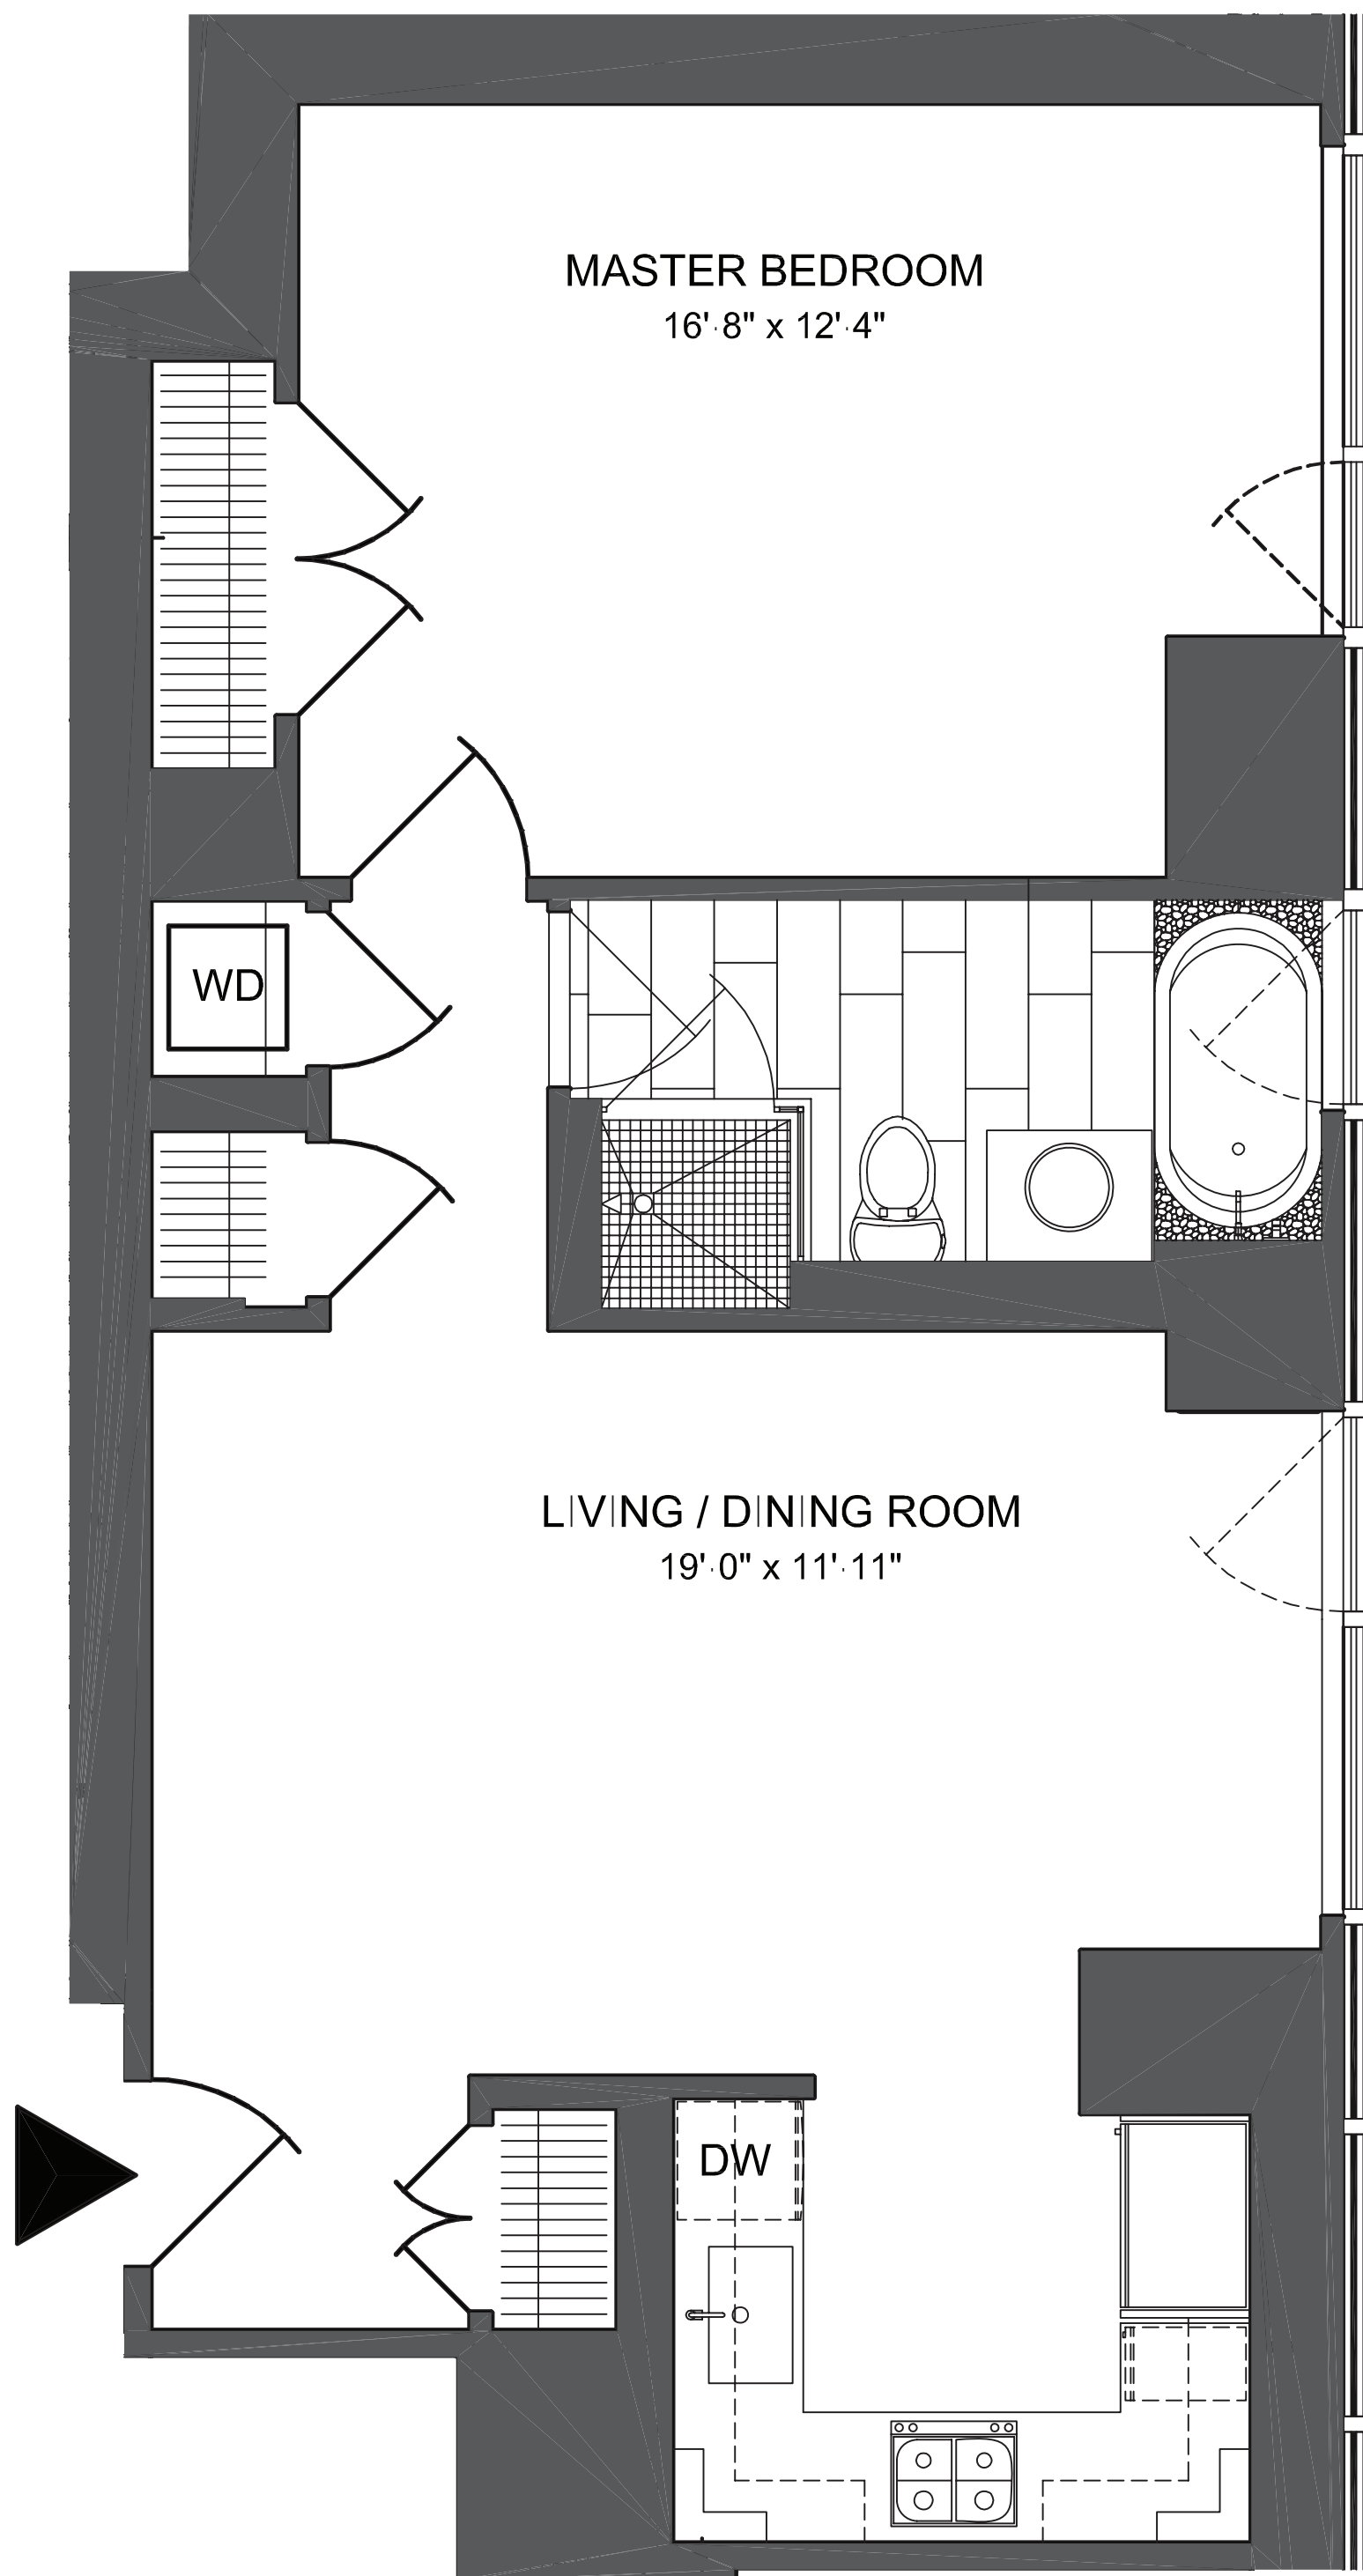 MASTER BEDROOM
16'-8" x 12'-4"
WD
LIVING / DINING ROOM
19'-0" x 11'-11"
DW